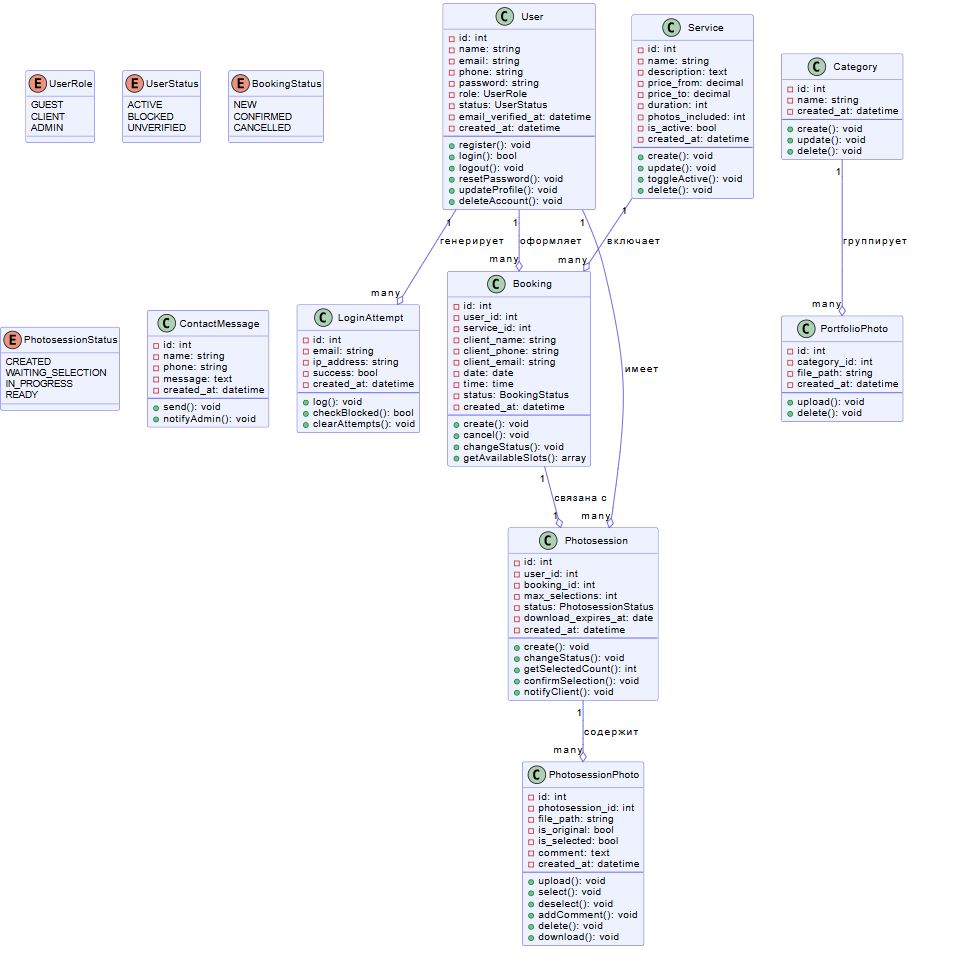 UserRole
GUEST
CLIENT
ADMIN
UserStatus
ACTIVE
BLOCKED
UNVERIFIED
BookingStatus
NEW
CONFIRMED
CANCELLED
User
id: int
name: string
email: string
phone: string
password: string
role: UserRole
status: UserStatus
email_verified_at: datetime
created_at: datetime
register(): void
login(): bool
logout(): void
resetPassword(): void
updateProfile(): void
deleteAccount(): void
Service
id: int
name: string
description: text
price_from: decimal
price_to: decimal
duration: int
photos_included: int
is_active: bool
created_at: datetime
create(): void
update(): void
toggleActive(): void
delete(): void
Category
id: int
name: string
created_at: datetime
create(): void
update(): void
delete(): void
1
генерирует
many
1
оформляет
many
1
имеет
many
1
включает
many
1
группирует
many
PhotosessionStatus
CREATED
WAITING_SELECTION
IN_PROGRESS
READY
ContactMessage
id: int
name: string
phone: string
message: text
created_at: datetime
send(): void
notifyAdmin(): void
LoginAttempt
id: int
email: string
ip_address: string
success: bool
created_at: datetime
log(): void
checkBlocked(): bool
clearAttempts(): void
Booking
id: int
user_id: int
service_id: int
client_name: string
client_phone: string
client_email: string
date: date
time: time
status: BookingStatus
created_at: datetime
create(): void
cancel(): void
changeStatus(): void
getAvailableSlots(): array
PortfolioPhoto
id: int
category_id: int
file_path: string
created_at: datetime
upload(): void
delete(): void
1
связана с
1
Photosession
id: int
user_id: int
booking_id: int
max_selections: int
status: PhotosessionStatus
download_expires_at: date
created_at: datetime
create(): void
changeStatus(): void
getSelectedCount(): int
confirmSelection(): void
notifyClient(): void
1
содержит
many
PhotosessionPhoto
id: int
photosession_id: int
file_path: string
is_original: bool
is_selected: bool
comment: text
created_at: datetime
upload(): void
select(): void
deselect(): void
addComment(): void
delete(): void
download(): void